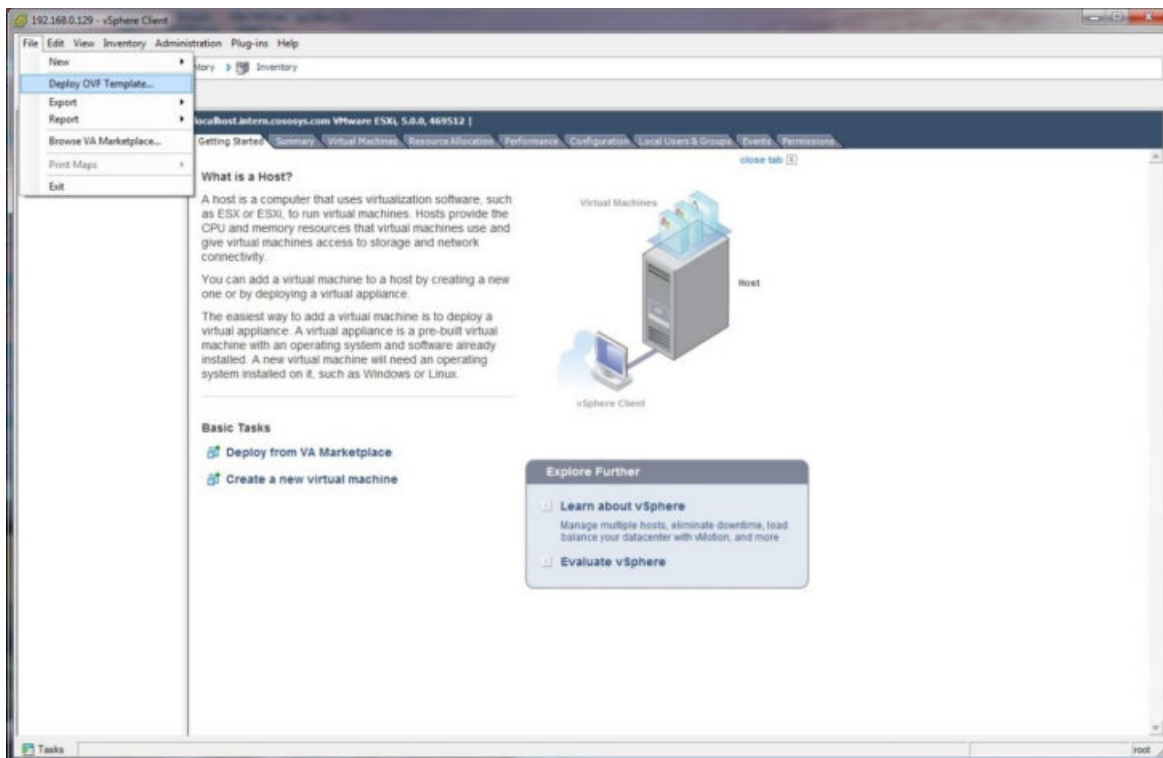 192.168.0.129 - vSphere Client
File Edit View Inventory Administration Plug-ins Help
New
Inventory
Deploy OVF Template...
Export
Report
Browse VA Marketplace...
Print Maps
Exit
localhost.intern.cososys.com VMware ESXi, 5.0.0, 469512 |
Getting Started Summary Virtual Machines Resource Allocation Performance Configuration Local Users & Groups Events Permissions
close tab
What is a Host?
A host is a computer that uses virtualization software, such
as ESX or ESXi, to run virtual machines. Hosts provide the
CPU and memory resources that virtual machines use and
give virtual machines access to storage and network
connectivity.
You can add a virtual machine to a host by creating a new
one or by deploying a virtual appliance.
The easiest way to add a virtual machine is to deploy a
virtual appliance. A virtual appliance is a pre-built virtual
machine with an operating system and software already
installed. A new virtual machine will need an operating
system installed on it, such as Windows or Linux.
Virtual Machines
Host
vSphere Client
Basic Tasks
Deploy from VA Marketplace
Create a new virtual machine
Explore Further
Learn about vSphere
Manage multiple hosts, eliminate downtime, load
balance your datacenter with vMotion, and more
Evaluate vSphere
Tasks
root